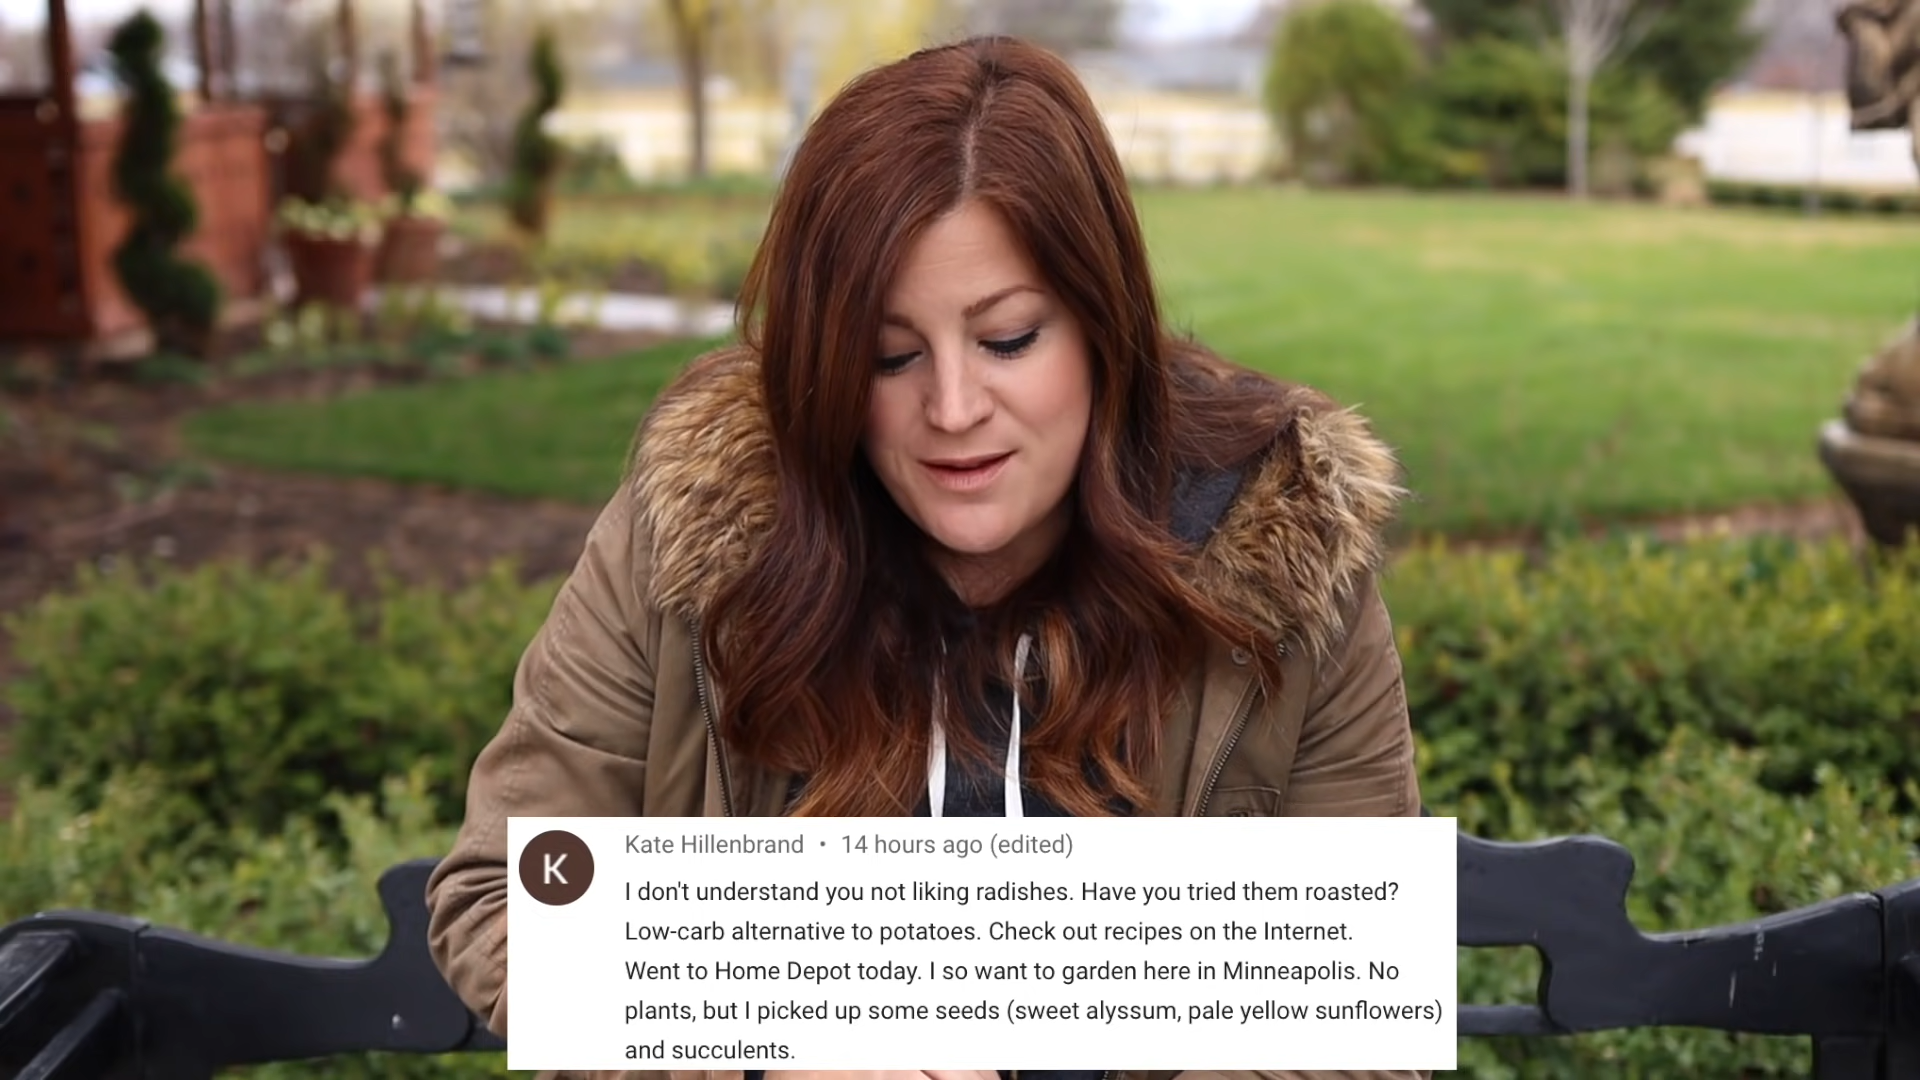 K
Kate Hillenbrand • 14 hours ago (edited)
I don't understand you not liking radishes. Have you tried them roasted?
Low-carb alternative to potatoes. Check out recipes on the Internet.
Went to Home Depot today. I so want to garden here in Minneapolis. No
plants, but I picked up some seeds (sweet alyssum, pale yellow sunflowers)
and succulents.